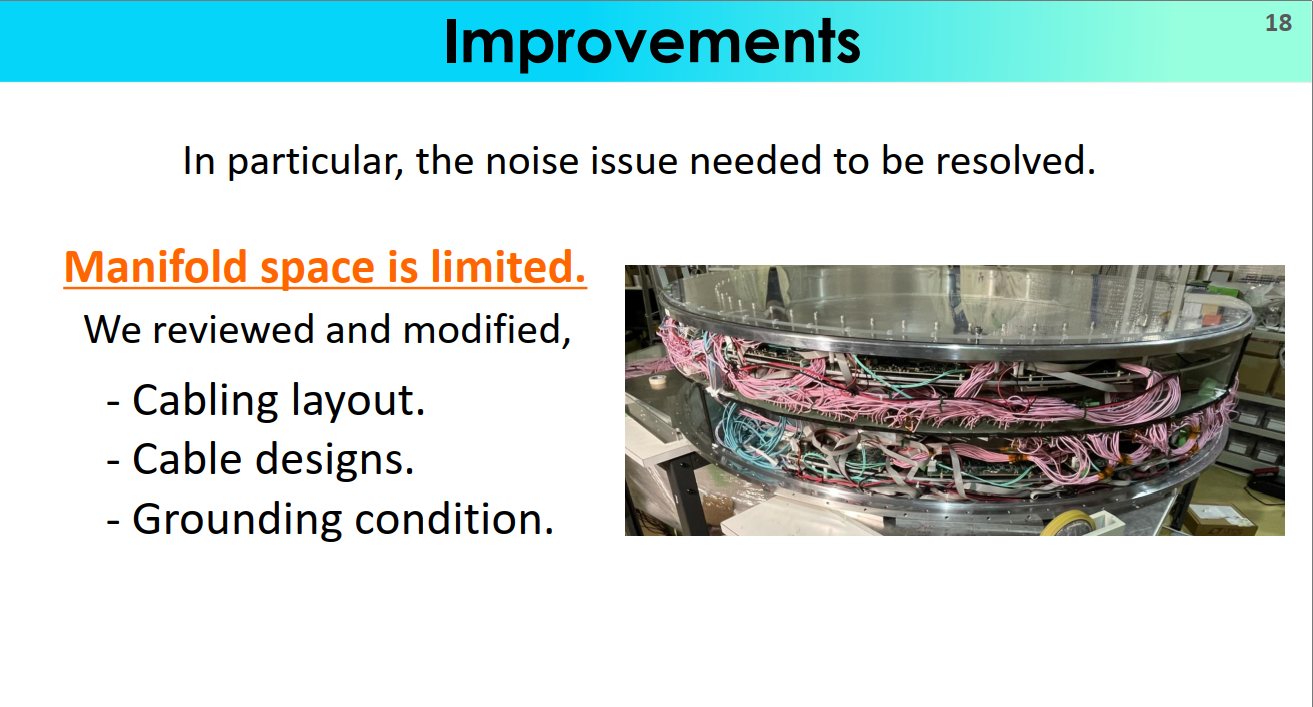 Improvements
18
In particular, the noise issue needed to be resolved.
Manifold space is limited.
We reviewed and modified,
- Cabling layout.
- Cable designs.
- Grounding condition.